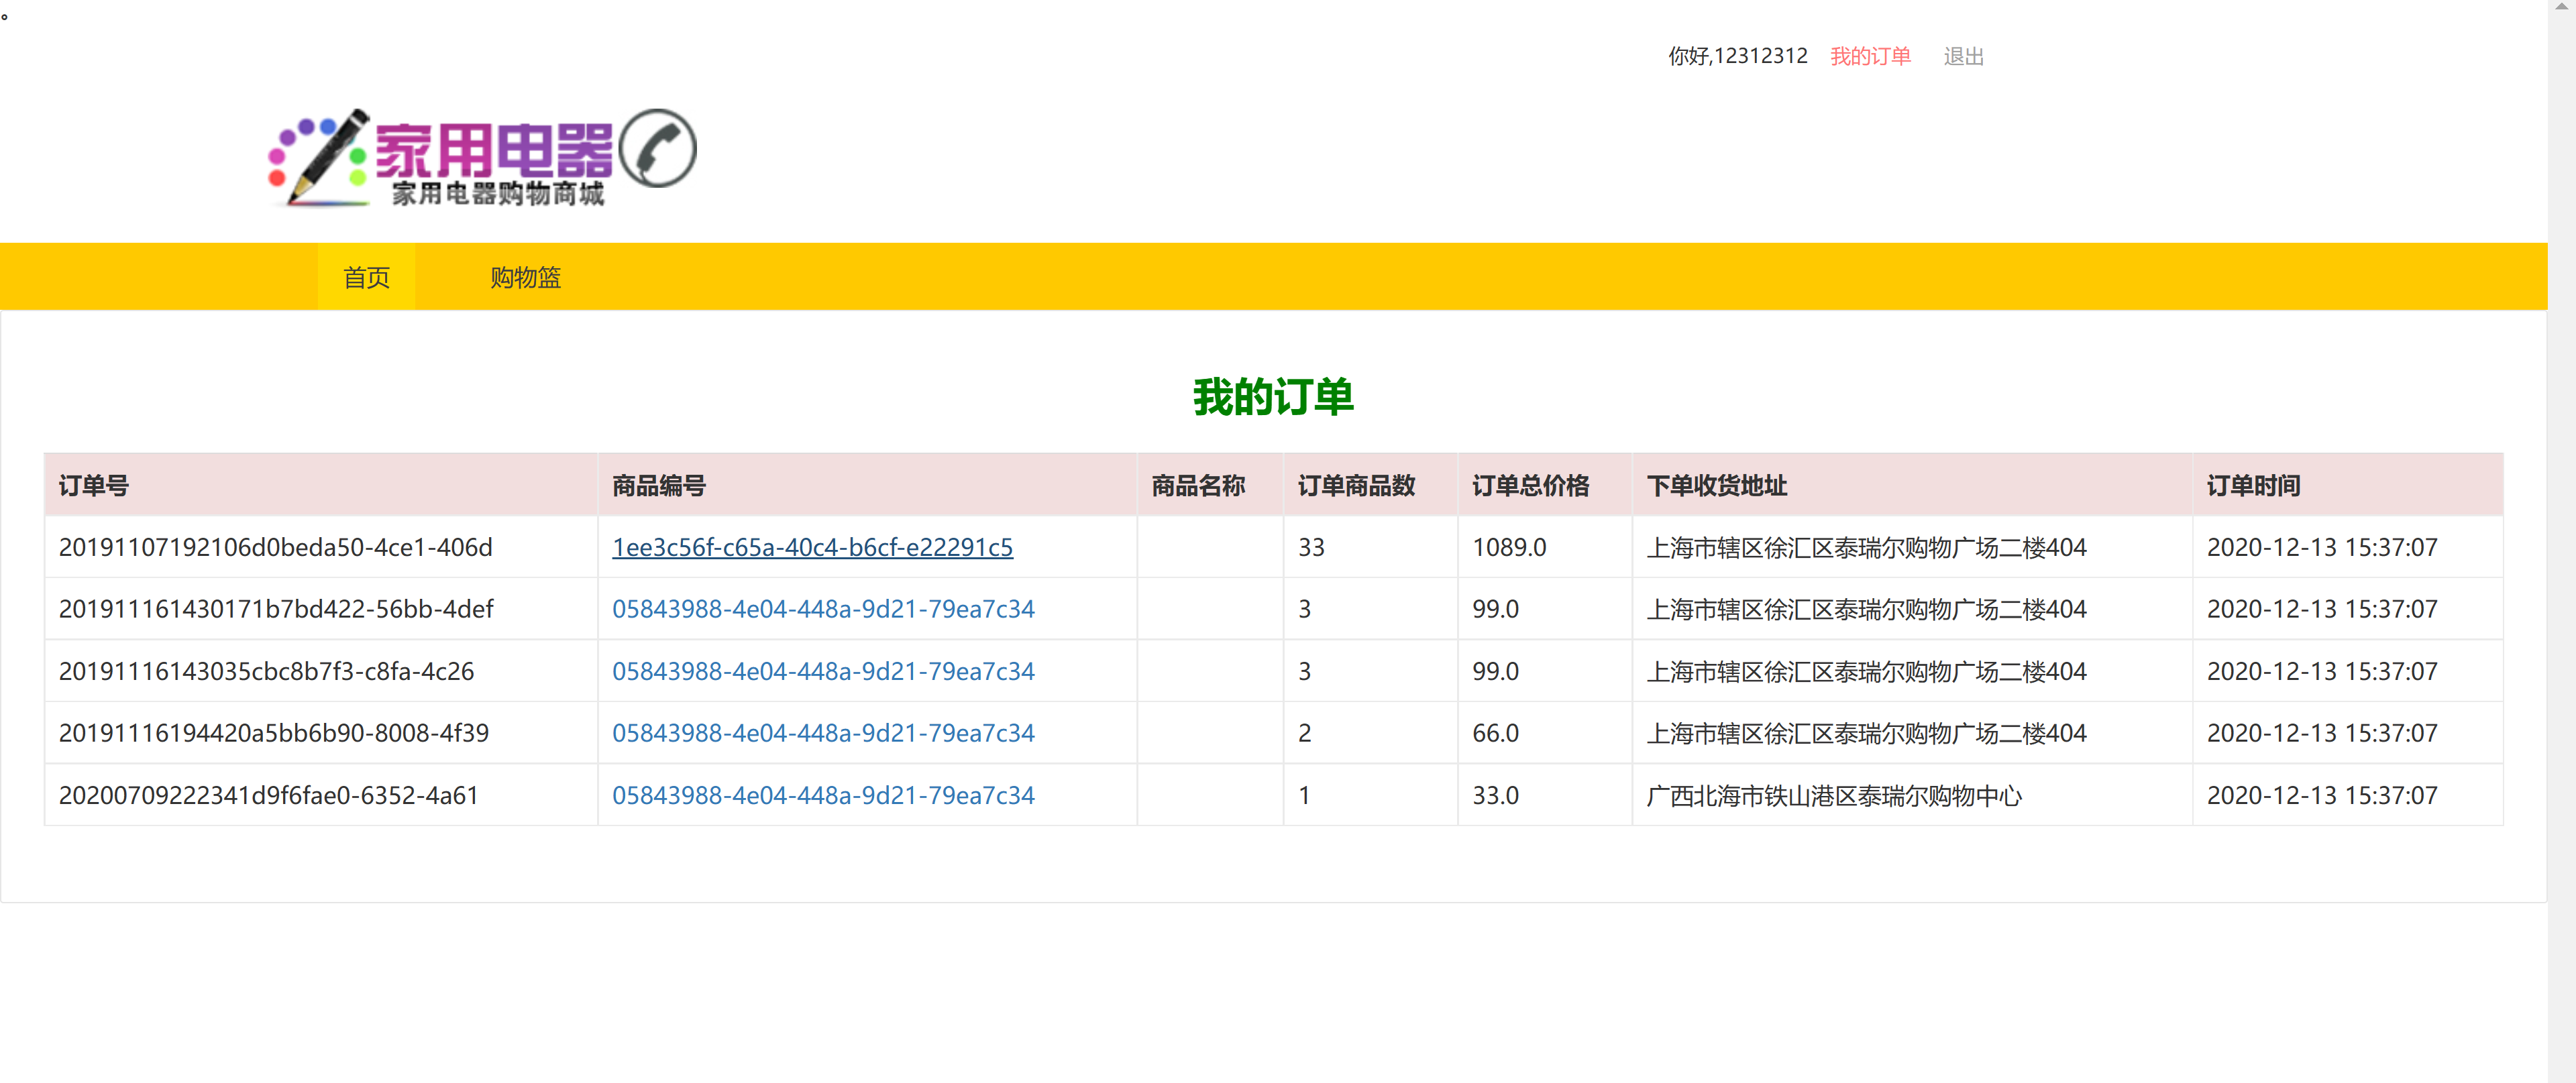 。
你好,12312312 我的订单 退出
家用电器
家用电器购物商城
首页 购物篮
我的订单
订单号 商品编号 商品名称 订单商品数 订单总价格 下单收货地址 订单时间
20191107192106d0beda50-4ce1-406d 1ee3c56f-c65a-40c4-b6cf-e22291c5 33 1089.0 上海市辖区徐汇区泰瑞尔购物广场二楼404 2020-12-13 15:37:07
201911161430171b7bd422-56bb-4def 05843988-4e04-448a-9d21-79ea7c34 3 99.0 上海市辖区徐汇区泰瑞尔购物广场二楼404 2020-12-13 15:37:07
20191116143035cbc8b7f3-c8fa-4c26 05843988-4e04-448a-9d21-79ea7c34 3 99.0 上海市辖区徐汇区泰瑞尔购物广场二楼404 2020-12-13 15:37:07
20191116194420a5bb6b90-8008-4f39 05843988-4e04-448a-9d21-79ea7c34 2 66.0 上海市辖区徐汇区泰瑞尔购物广场二楼404 2020-12-13 15:37:07
20200709222341d9f6fae0-6352-4a61 05843988-4e04-448a-9d21-79ea7c34 1 33.0 广西北海市铁山港区泰瑞尔购物中心 2020-12-13 15:37:07